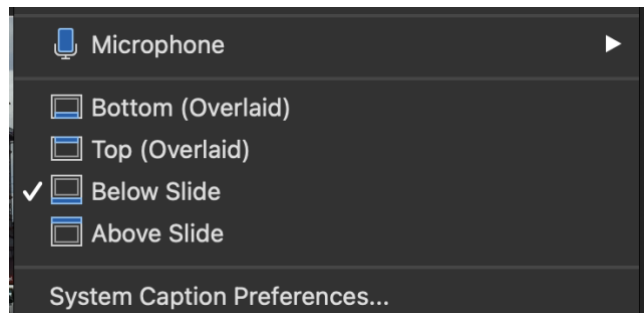 Microphone
Bottom (Overlaid)
Top (Overlaid)
Below Slide
Above Slide
System Caption Preferences...